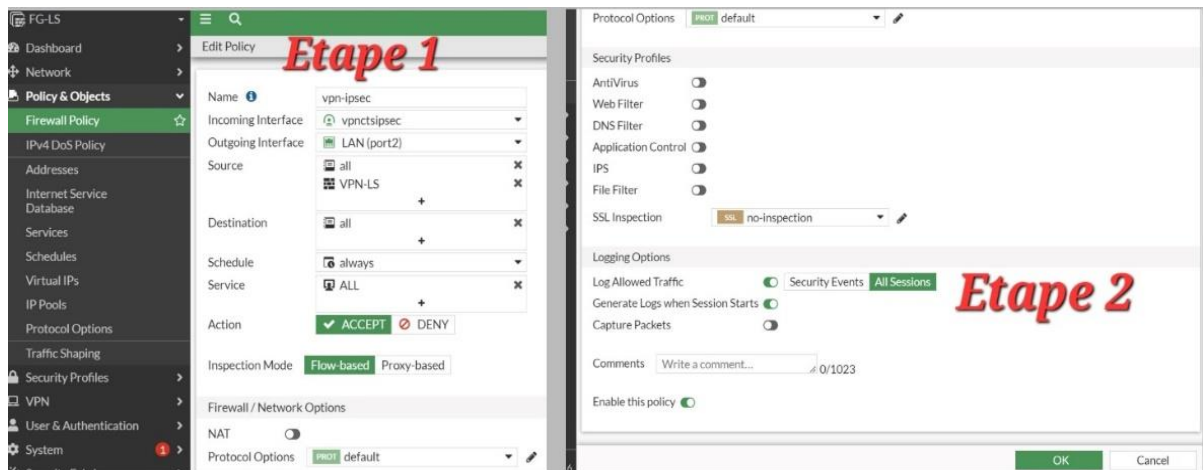 FG-LS
Dashboard
Network
Policy & Objects
Firewall Policy
IPv4 DoS Policy
Addresses
Internet Service
Database
Services
Schedules
Virtual IPs
IP Pools
Protocol Options
Traffic Shaping
Security Profiles
VPN
User & Authentication
System 1
Edit Policy
Etape 1
Name vpn-ipsec
Incoming Interface vpnctsipsec
Outgoing Interface LAN (port2)
Source all
VPN-LS
+
Destination all
+
Schedule always
Service ALL
+
Action ACCEPT DENY
Inspection Mode Flow-based Proxy-based
Firewall / Network Options
NAT
Protocol Options PROT default
Protocol Options PROT default
Security Profiles
AntiVirus
Web Filter
DNS Filter
Application Control
IPS
File Filter
SSL Inspection SSL no-inspection
Logging Options
Log Allowed Traffic Security Events All Sessions
Generate Logs when Session Starts
Capture Packets
Etape 2
Comments Write a comment... 0/1023
Enable this policy
OK Cancel